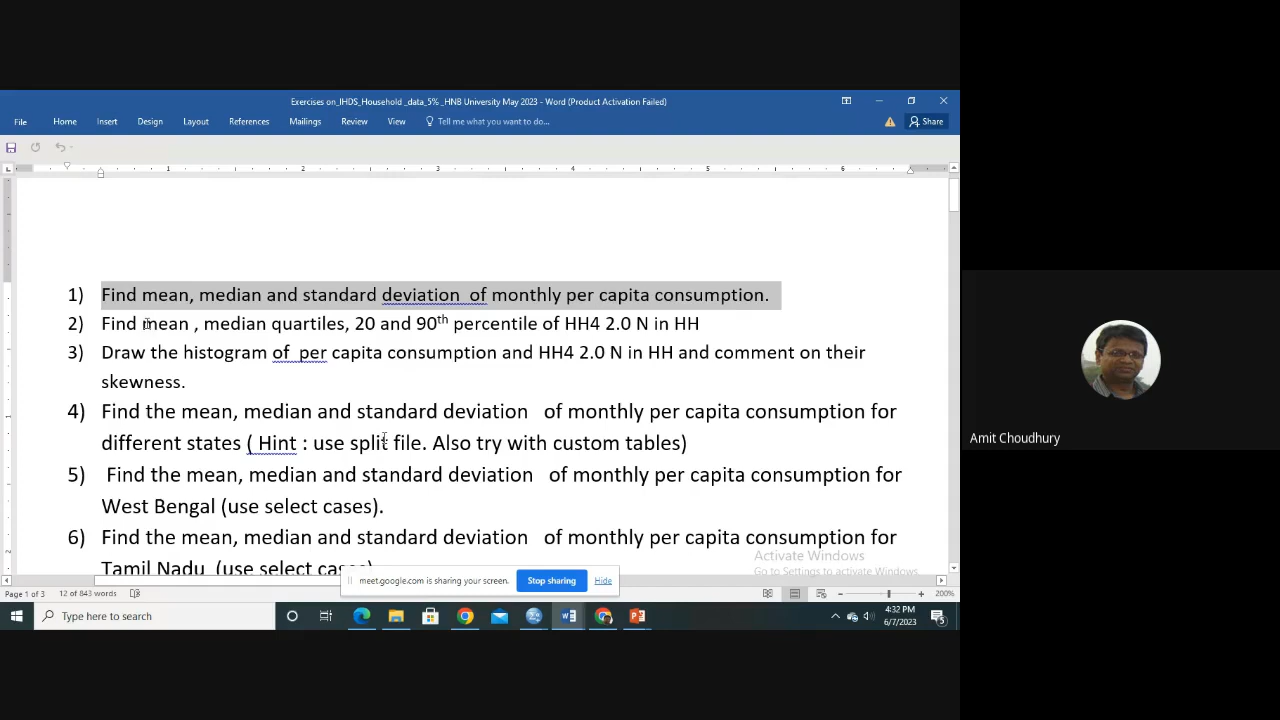 Exercises on_IHDS_Household _data_5% _HNB University May 2023 - Word (Product Activation Failed)
File Home Insert Design Layout References Mailings Review View Tell me what you want to do... Share
1 2 3 4 5 6
1) Find mean, median and standard deviation of monthly per capita consumption.
2) Find mean , median quartiles, 20 and 90th percentile of HH4 2.0 N in HH
3) Draw the histogram of per capita consumption and HH4 2.0 N in HH and comment on their
skewness.
Amit Choudhury
4) Find the mean, median and standard deviation of monthly per capita consumption for
different states ( Hint : use split file. Also try with custom tables)
5) Find the mean, median and standard deviation of monthly per capita consumption for
West Bengal (use select cases).
6) Find the mean, median and standard deviation of monthly per capita consumption for
Activate Windows
Tamil Nadu (use select cases)
Go to Settings to activate Windows.
meet.google.com is sharing your screen. Stop sharing Hide
Page 1 of 3 12 of 843 words 200%
Type here to search 4:32 PM
6/7/2023 5